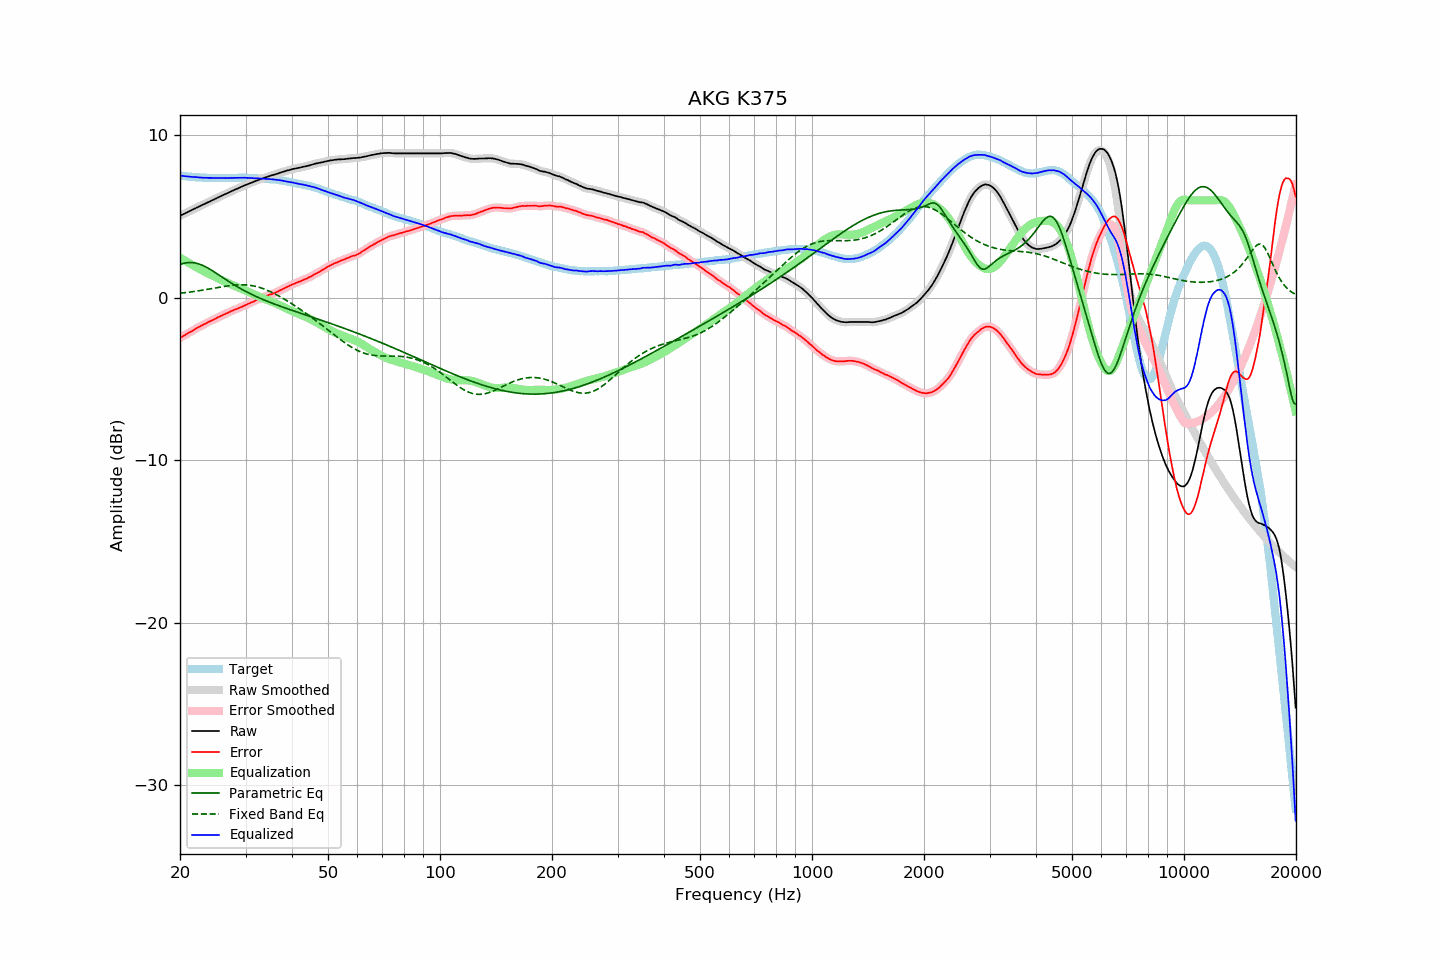 AKG K375
Amplitude (dBr)
10
0
−10
−20
−30
Target
Raw Smoothed
Error Smoothed
Raw
Error
Equalization
Parametric Eq
Fixed Band Eq
Equalized
20 50 100 200 500 1000 2000 5000 10000 20000
Frequency (Hz)